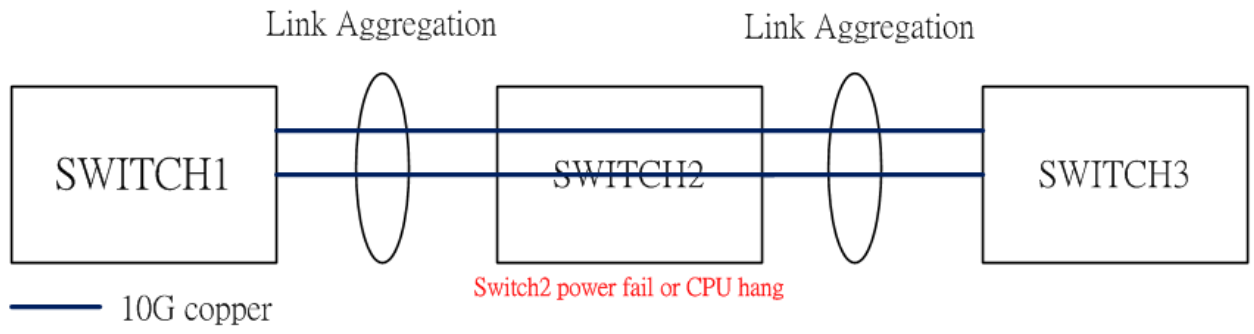 Link Aggregation
Link Aggregation
SWITCH1
SWITCH2
SWITCH3
Switch2 power fail or CPU hang
10G copper